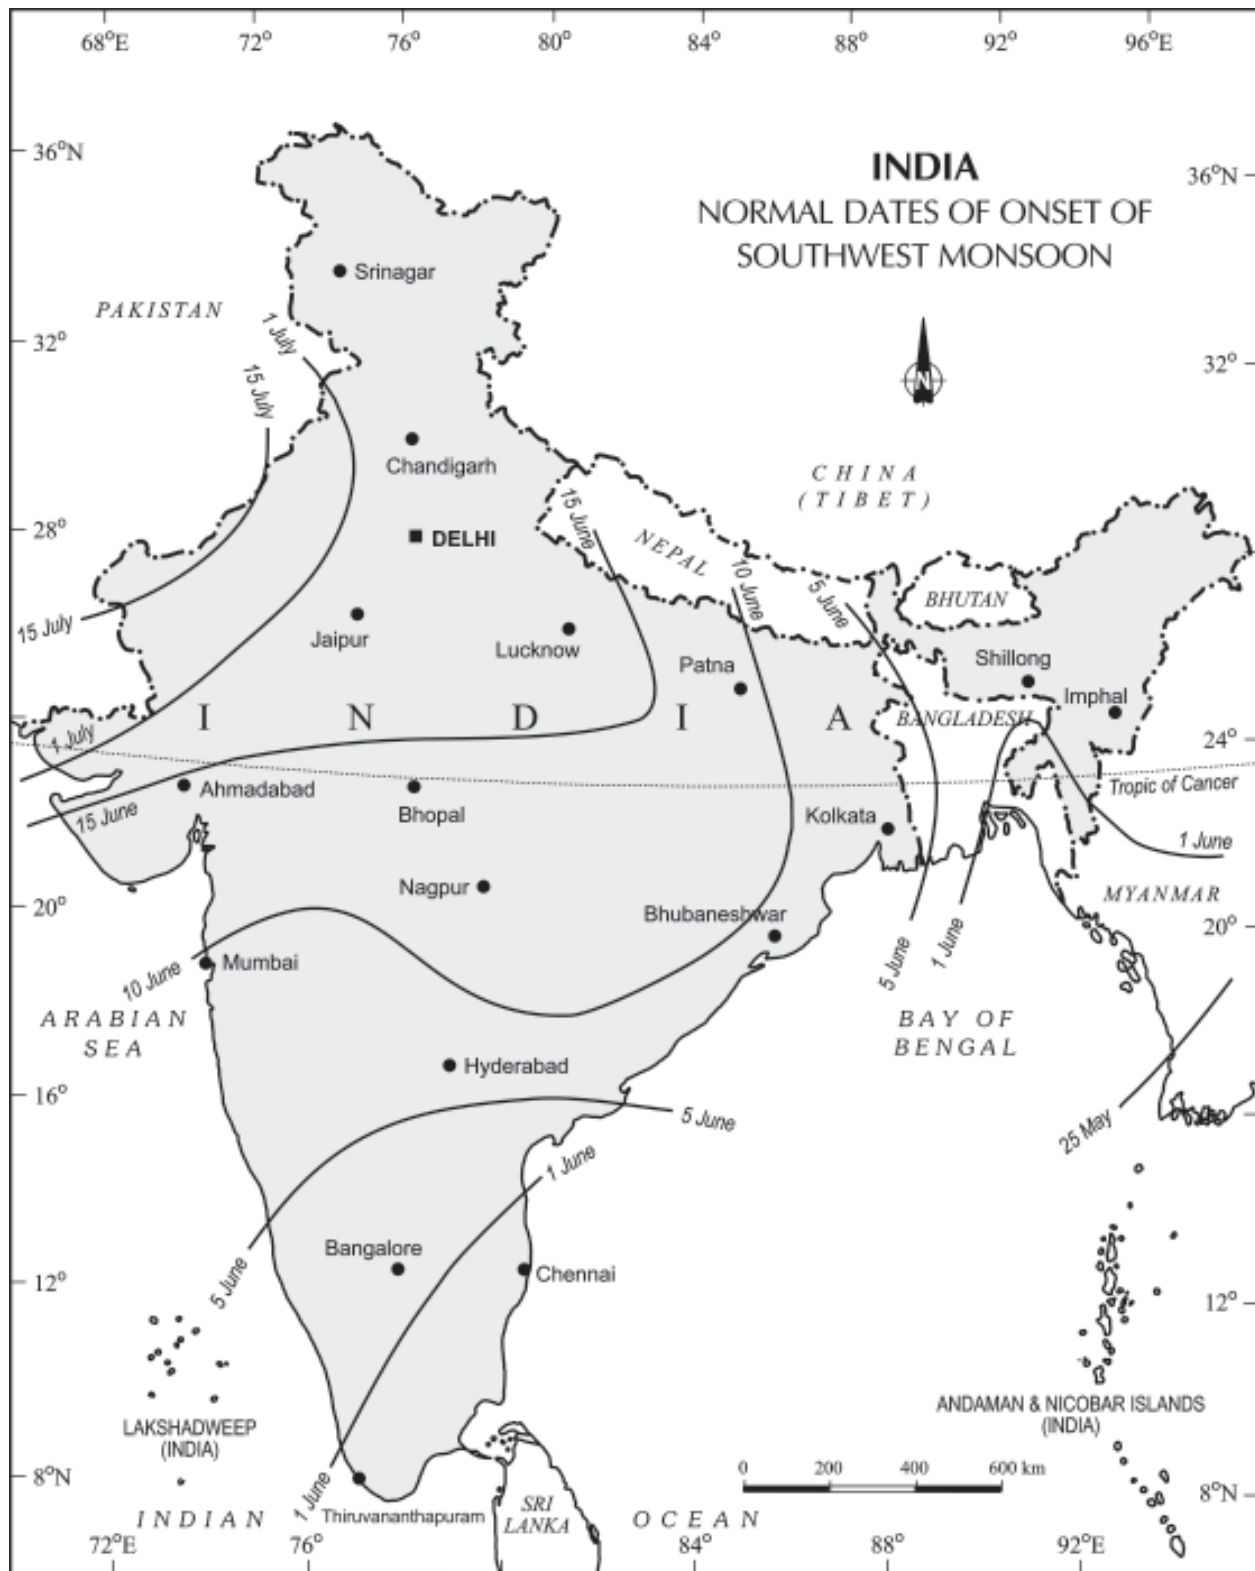 68°E 72° 76° 80° 84° 88° 92° 96°E
36°N
INDIA
36°N
NORMAL DATES OF ONSET OF
SOUTHWEST MONSOON
Srinagar
PAKISTAN
1 July
32°
32°
15 July
N
Chandigarh
CHINA
(TIBET)
15 June
28°
DELHI
NEPAL
10 June
5 June
BHUTAN
15 July
Jaipur
Lucknow
Patna
Shillong
Imphal
I N D I A
BANGLADESH
1 July
24°
Ahmadabad
Tropic of Cancer
15 June
Bhopal
Kolkata
1 June
Nagpur
MYANMAR
20°
Bhubaneshwar
20°
10 June
Mumbai
5 June
1 June
ARABIAN
SEA
BAY OF
BENGAL
Hyderabad
16°
5 June
25 May
1 June
Bangalore
5 June
Chennai
12°
12°
LAKSHADWEEP
(INDIA)
ANDAMAN & NICOBAR ISLANDS
(INDIA)
8°N
0 200 400 600 km
8°N
1 June
INDIAN
Thiruvananthapuram
SRI
LANKA
OCEAN
72°E 76° 84° 88° 92°E